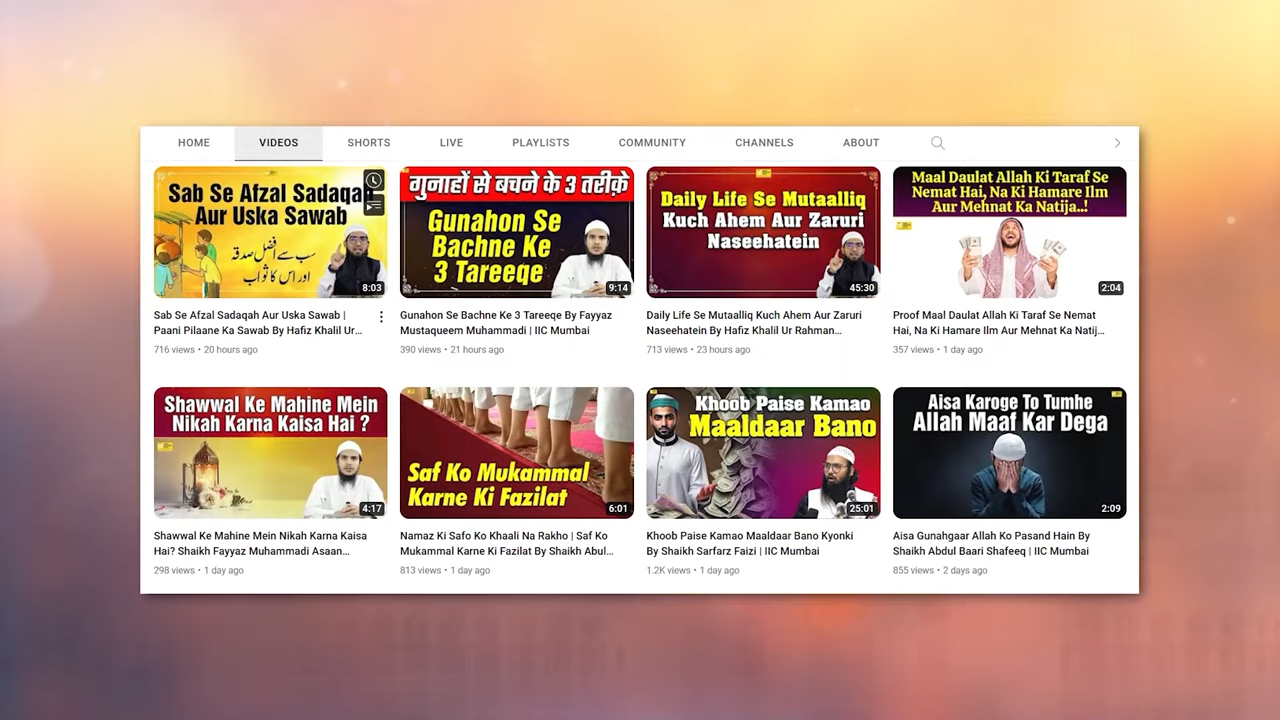 HOME VIDEOS SHORTS LIVE PLAYLISTS COMMUNITY CHANNELS ABOUT
Sab Se Afzal Sadaqah
Aur Uska Sawab
سب سے افضل صدقہ
اور اس کا ثواب
8:03
Sab Se Afzal Sadaqah Aur Uska Sawab |
Paani Pilaane Ka Sawab By Hafiz Khalil Ur...
716 views • 20 hours ago
गुनाहों से बचने के 3 तरीक़े
Gunahon Se
Bachne Ke
3 Tareeqe
9:14
Gunahon Se Bachne Ke 3 Tareeqe By Fayyaz
Mustaqueem Muhammadi | IIC Mumbai
390 views • 21 hours ago
Daily Life Se Mutaalliq
Kuch Ahem Aur Zaruri
Naseehatein
45:30
Daily Life Se Mutalliq Kuch Ahem Aur Zaruri
Naseehatein By Hafiz Khalil Ur Rahman...
713 views • 23 hours ago
Maal Daulat Allah Ki Taraf Se
Nemat Hai, Na Ki Hamare Ilm
Aur Mehnat Ka Natija..!
2:04
Proof Maal Daulat Allah Ki Taraf Se Nemat
Hai, Na Ki Hamare Ilm Aur Mehnat Ka Natij...
357 views • 1 day ago
Shawwal Ke Mahine Mein
Nikah Karna Kaisa Hai ?
4:17
Shawwal Ke Mahine Mein Nikah Karna Kaisa
Hai? Shaikh Fayyaz Muhammadi Asaan...
298 views • 1 day ago
Saf Ko Mukammal
Karne Ki Fazilat
6:01
Namaz Ki Safo Ko Khaali Na Rakho | Saf Ko
Mukammal Karne Ki Fazilat By Shaikh Abul...
813 views • 1 day ago
Khoob Paise Kamao
Maaldaar Bano
25:01
Khoob Paise Kamao Maaldaar Bano Kyonki
By Shaikh Sarfarz Faizi | IIC Mumbai
1.2K views • 1 day ago
Aisa Karoge To Tumhe
Allah Maaf Kar Dega
2:09
Aisa Gunahgaar Allah Ko Pasand Hain By
Shaikh Abdul Baari Shafeeq | IIC Mumbai
855 views • 2 days ago